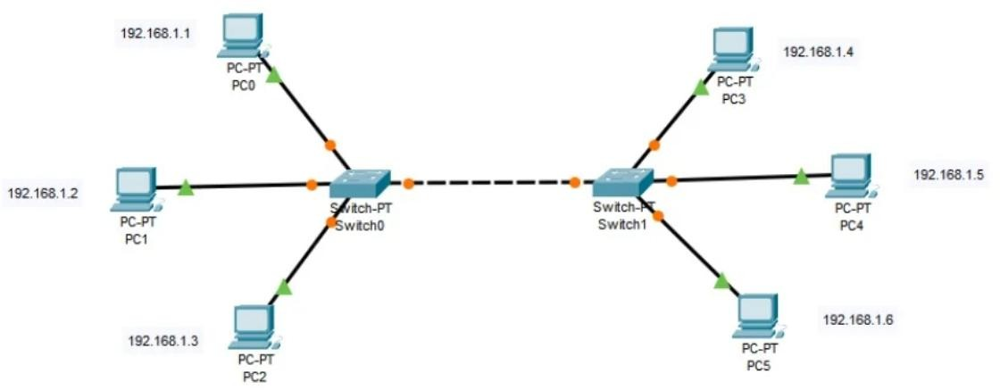 192.168.1.1
PC-PT
PC0
192.168.1.4
PC-PT
PC3
192.168.1.2
PC-PT
PC1
Switch-PT
Switch0
Switch-PT
Switch1
192.168.1.5
PC-PT
PC4
192.168.1.3
PC-PT
PC2
192.168.1.6
PC-PT
PC5